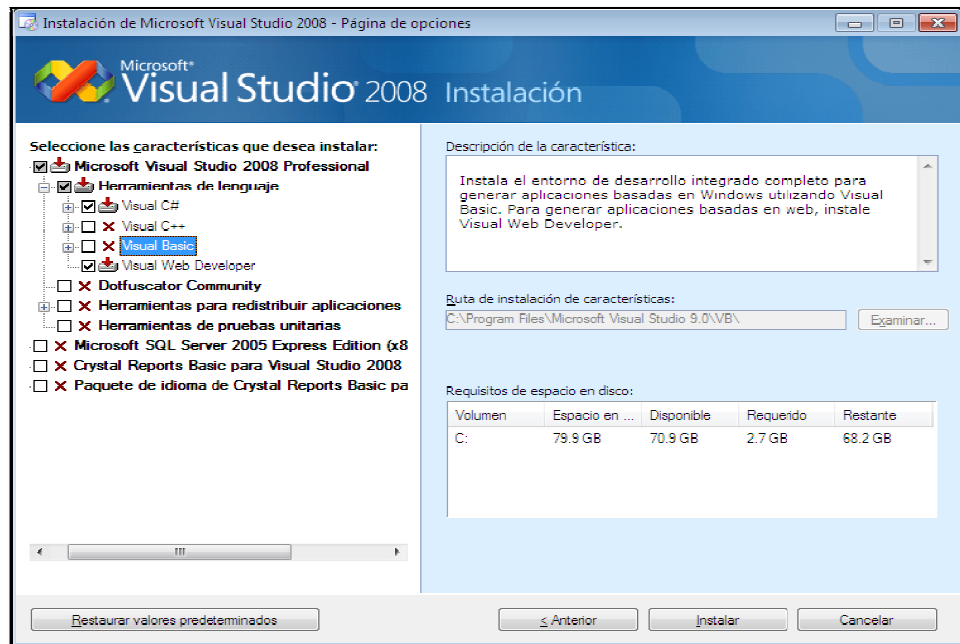 Instalación de Microsoft Visual Studio 2008 - Página de opciones
Microsoft
Visual Studio 2008 Instalación
Seleccione las características que desea instalar:
Microsoft Visual Studio 2008 Professional
Herramientas de lenguaje
Visual C#
Visual C++
Visual Basic
Visual Web Developer
Dotfuscator Community
Herramientas para redistribuir aplicaciones
Herramientas de pruebas unitarias
Microsoft SQL Server 2005 Express Edition (x8
Crystal Reports Basic para Visual Studio 2008
Paquete de idioma de Crystal Reports Basic pa
Descripción de la característica:
Instala el entorno de desarrollo integrado completo para
generar aplicaciones basadas en Windows utilizando Visual
Basic. Para generar aplicaciones basadas en web, instale
Visual Web Developer.
Ruta de instalación de características:
C:\Program Files\Microsoft Visual Studio 9.0\VB\
Examinar...
Requisitos de espacio en disco:
Volumen Espacio en ... Disponible Requerido Restante
C: 79.9 GB 70.9 GB 2.7 GB 68.2 GB
Restaurar valores predeterminados
< Anterior
Instalar
Cancelar